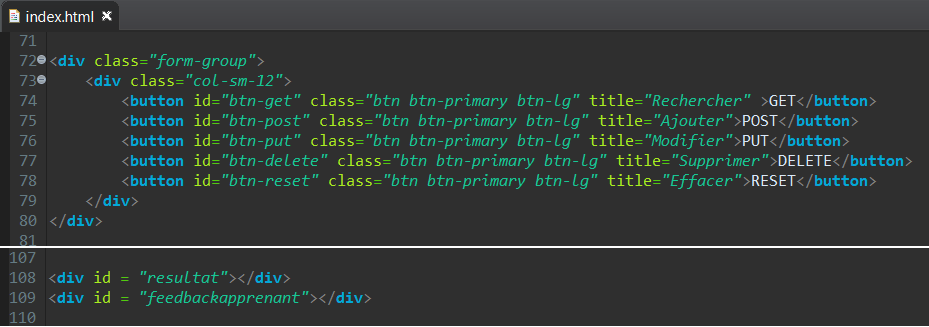 index.html
71
72 <div class="form-group">
73 <div class="col-sm-12">
74 <button id="btn-get" class="btn btn-primary btn-lg" title="Rechercher" >GET</button>
75 <button id="btn-post" class="btn btn-primary btn-lg" title="Ajouter">POST</button>
76 <button id="btn-put" class="btn btn-primary btn-lg" title="Modifier">PUT</button>
77 <button id="btn-delete" class="btn btn-primary btn-lg" title="Supprimer">DELETE</button>
78 <button id="btn-reset" class="btn btn-primary btn-lg" title="Effacer">RESET</button>
79 </div>
80 </div>
81
107
108 <div id = "resultat"></div>
109 <div id = "feedbackapprenant"></div>
110